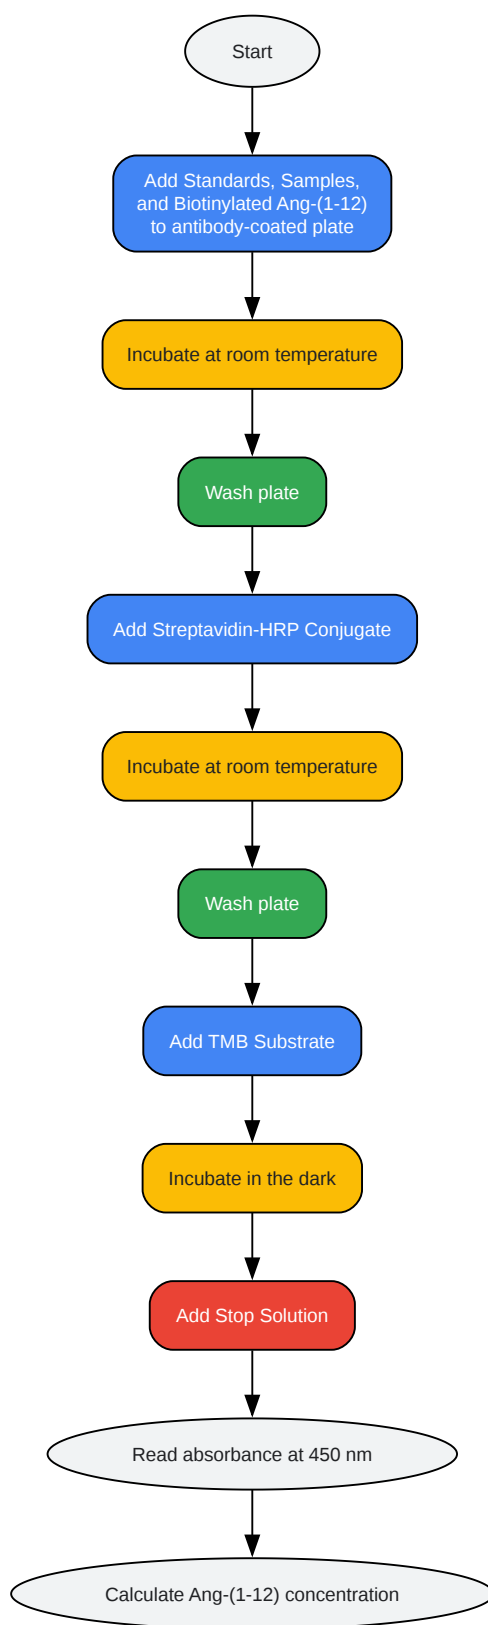 Start
Add Standards, Samples,
and Biotinylated Ang-(1-12)
to antibody-coated plate
Incubate at room temperature
Wash plate
Add Streptavidin-HRP Conjugate
Incubate at room temperature
Wash plate
Add TMB Substrate
Incubate in the dark
Add Stop Solution
Read absorbance at 450 nm
Calculate Ang-(1-12) concentration